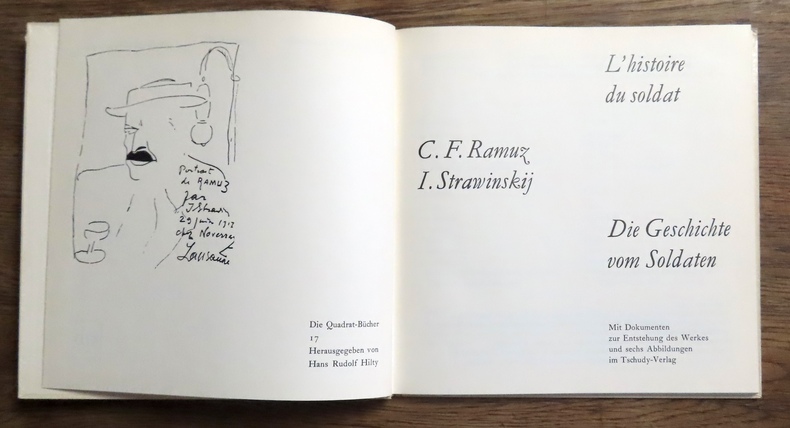 Portrait
de RAMUZ
par
29 juin
chez
Lausanne
Die Quadrat-Bücher
17
Herausgegeben von
Hans Rudolf Hilty
L'histoire
du soldat
C. F. Ramuz
I. Strawinskij
Die Geschichte
vom Soldaten
Mit Dokumenten
zur Entstehung des Werkes
und sechs Abbildungen
im Tschudy-Verlag